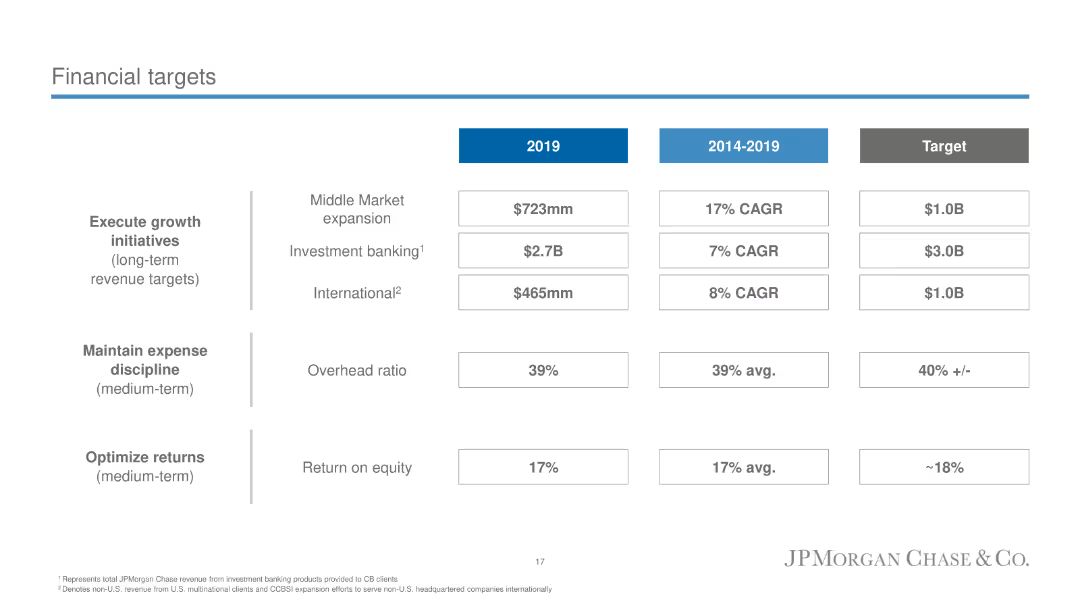 Financial targets
2019 2014-2019 Target
Execute growth
initiatives
(long-term
revenue targets)
Middle Market
expansion
$723mm 17% CAGR $1.0B
Investment banking¹ $2.7B 7% CAGR $3.0B
International² $465mm 8% CAGR $1.0B
Maintain expense
discipline
(medium-term)
Overhead ratio 39% 39% avg. 40% +/-
Optimize returns
(medium-term)
Return on equity 17% 17% avg. ~18%
17
JPMORGAN CHASE & CO.
¹ Represents total JPMorgan Chase revenue from investment banking products provided to CB clients
² Denotes non-U.S. revenue from U.S. multinational clients and CCBSI expansion efforts to serve non-U.S. headquartered companies internationally